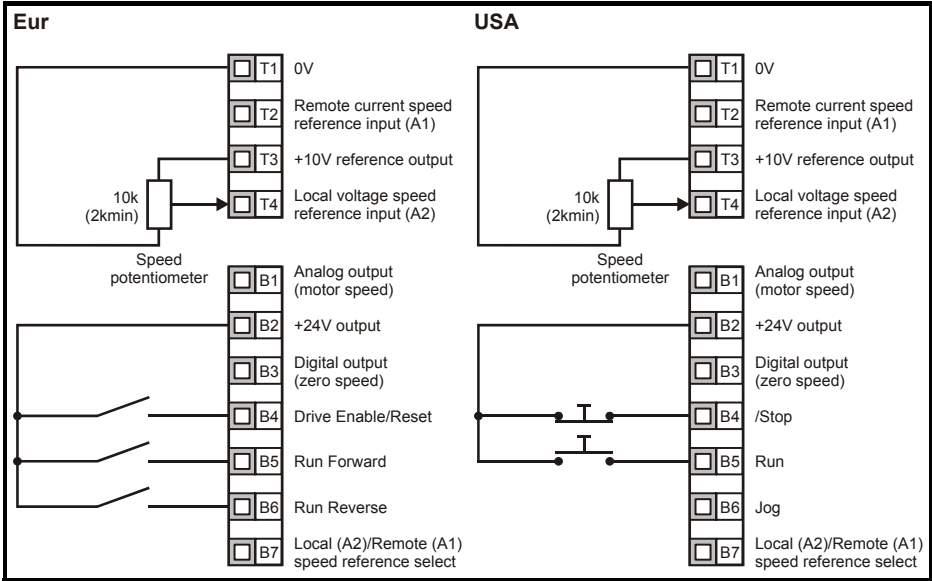 Eur
T1 0V
T2 Remote current speed
reference input (A1)
T3 +10V reference output
10k
(2kmin)
T4 Local voltage speed
reference input (A2)
Speed
potentiometer
B1 Analog output
(motor speed)
B2 +24V output
B3 Digital output
(zero speed)
B4 Drive Enable/Reset
B5 Run Forward
B6 Run Reverse
B7 Local (A2)/Remote (A1)
speed reference select
USA
T1 0V
T2 Remote current speed
reference input (A1)
T3 +10V reference output
10k
(2kmin)
T4 Local voltage speed
reference input (A2)
Speed
potentiometer
B1 Analog output
(motor speed)
B2 +24V output
B3 Digital output
(zero speed)
B4 /Stop
B5 Run
B6 Jog
B7 Local (A2)/Remote (A1)
speed reference select